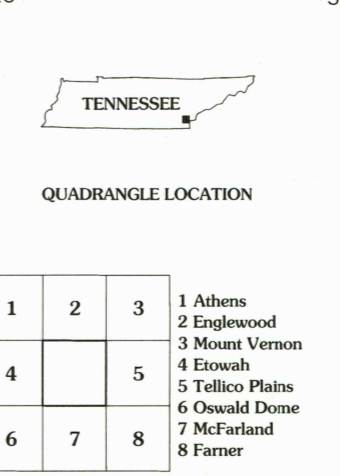 TENNESSEE
QUADRANGLE LOCATION
1 2 3
4 5
6 7 8
1 Athens
2 Englewood
3 Mount Vernon
4 Etowah
5 Tellico Plains
6 Oswald Dome
7 McFarland
8 Farner